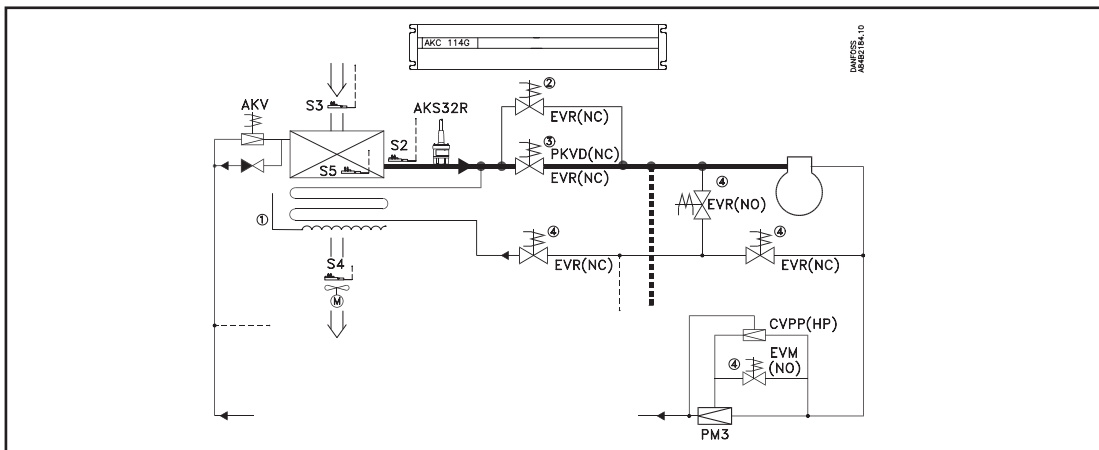 AKC 114G
DANFOSS
A84B2184.10
②
AKV
S3
AKS32R
EVR(NC)
S2
③
PKVD(NC)
EVR(NC)
S5
④
EVR(NO)
①
④
EVR(NC)
④
EVR(NC)
S4
M
CVPP(HP)
④
EVM
(NO)
PM3